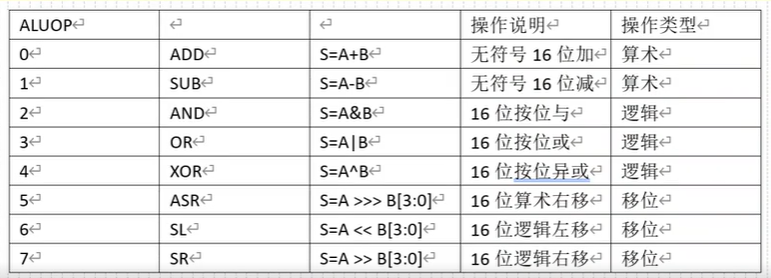 ALUOP 操作说明 操作类型
0 ADD S=A+B 无符号 16 位加 算术
1 SUB S=A-B 无符号 16 位减 算术
2 AND S=A&B 16 位按位与 逻辑
3 OR S=A|B 16 位按位或 逻辑
4 XOR S=A^B 16 位按位异或 逻辑
5 ASR S=A >>> B[3:0] 16 位算术右移 移位
6 SL S=A << B[3:0] 16 位逻辑左移 移位
7 SR S=A >> B[3:0] 16 位逻辑右移 移位